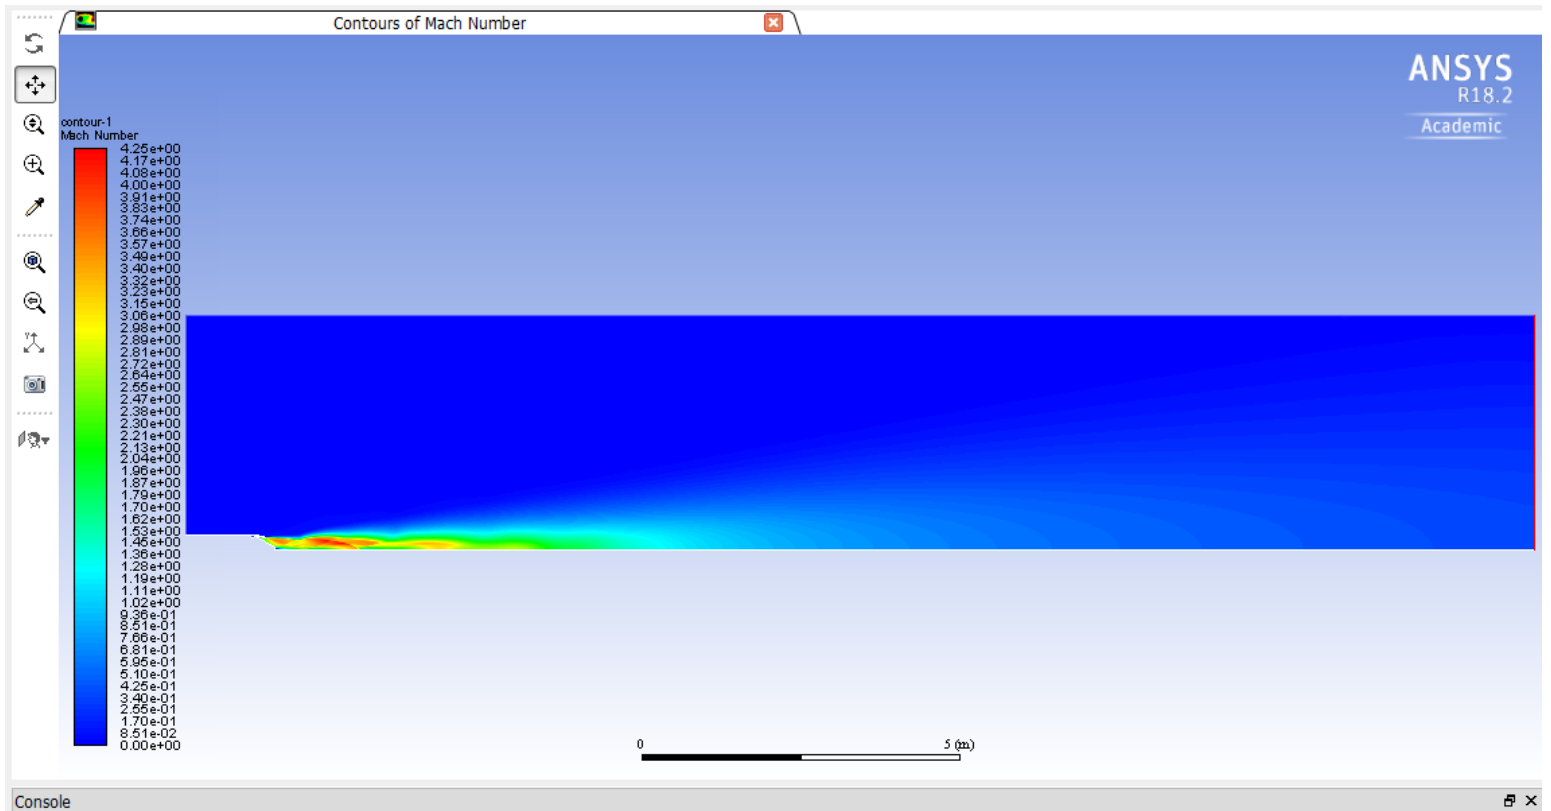 Contours of Mach Number
ANSYS
R18.2
Academic
contour-1
Mach Number
4.25e+00
4.17e+00
4.08e+00
4.00e+00
3.91e+00
3.83e+00
3.74e+00
3.66e+00
3.57e+00
3.49e+00
3.40e+00
3.32e+00
3.23e+00
3.15e+00
3.06e+00
2.98e+00
2.89e+00
2.81e+00
2.72e+00
2.64e+00
2.55e+00
2.47e+00
2.38e+00
2.30e+00
2.21e+00
2.13e+00
2.04e+00
1.96e+00
1.87e+00
1.79e+00
1.70e+00
1.62e+00
1.53e+00
1.45e+00
1.36e+00
1.28e+00
1.19e+00
1.11e+00
1.02e+00
9.36e-01
8.51e-01
7.66e-01
6.81e-01
5.95e-01
5.10e-01
4.25e-01
3.40e-01
2.55e-01
1.70e-01
8.51e-02
0.00e+00
0 5 (m)
Console